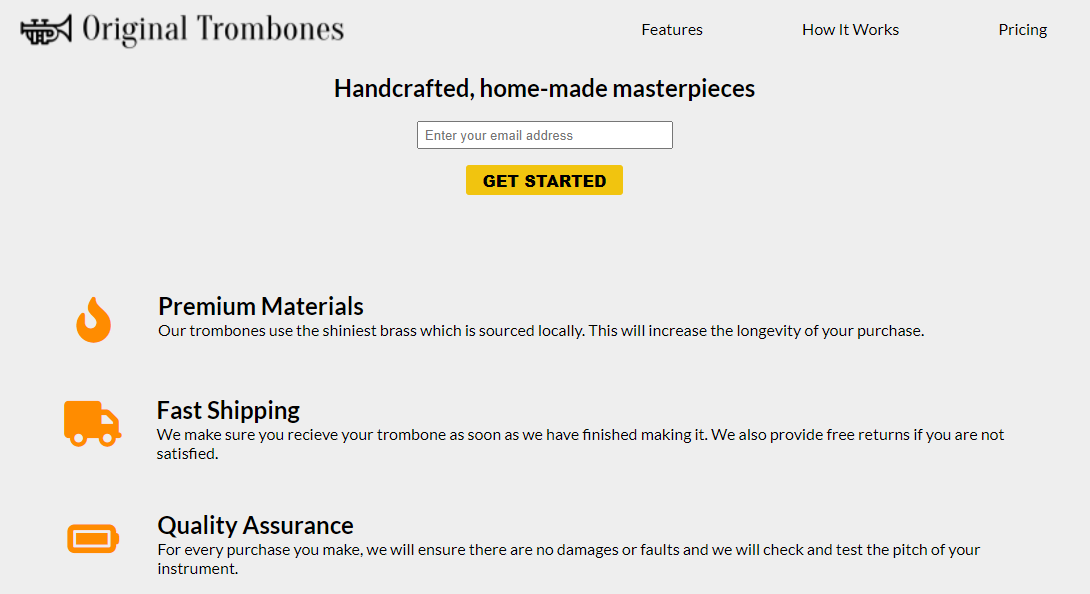 Original Trombones
Features
How It Works
Pricing
Handcrafted, home-made masterpieces
Enter your email address
GET STARTED
Premium Materials
Our trombones use the shiniest brass which is sourced locally. This will increase the longevity of your purchase.
Fast Shipping
We make sure you recieve your trombone as soon as we have finished making it. We also provide free returns if you are not
satisfied.
Quality Assurance
For every purchase you make, we will ensure there are no damages or faults and we will check and test the pitch of your
instrument.